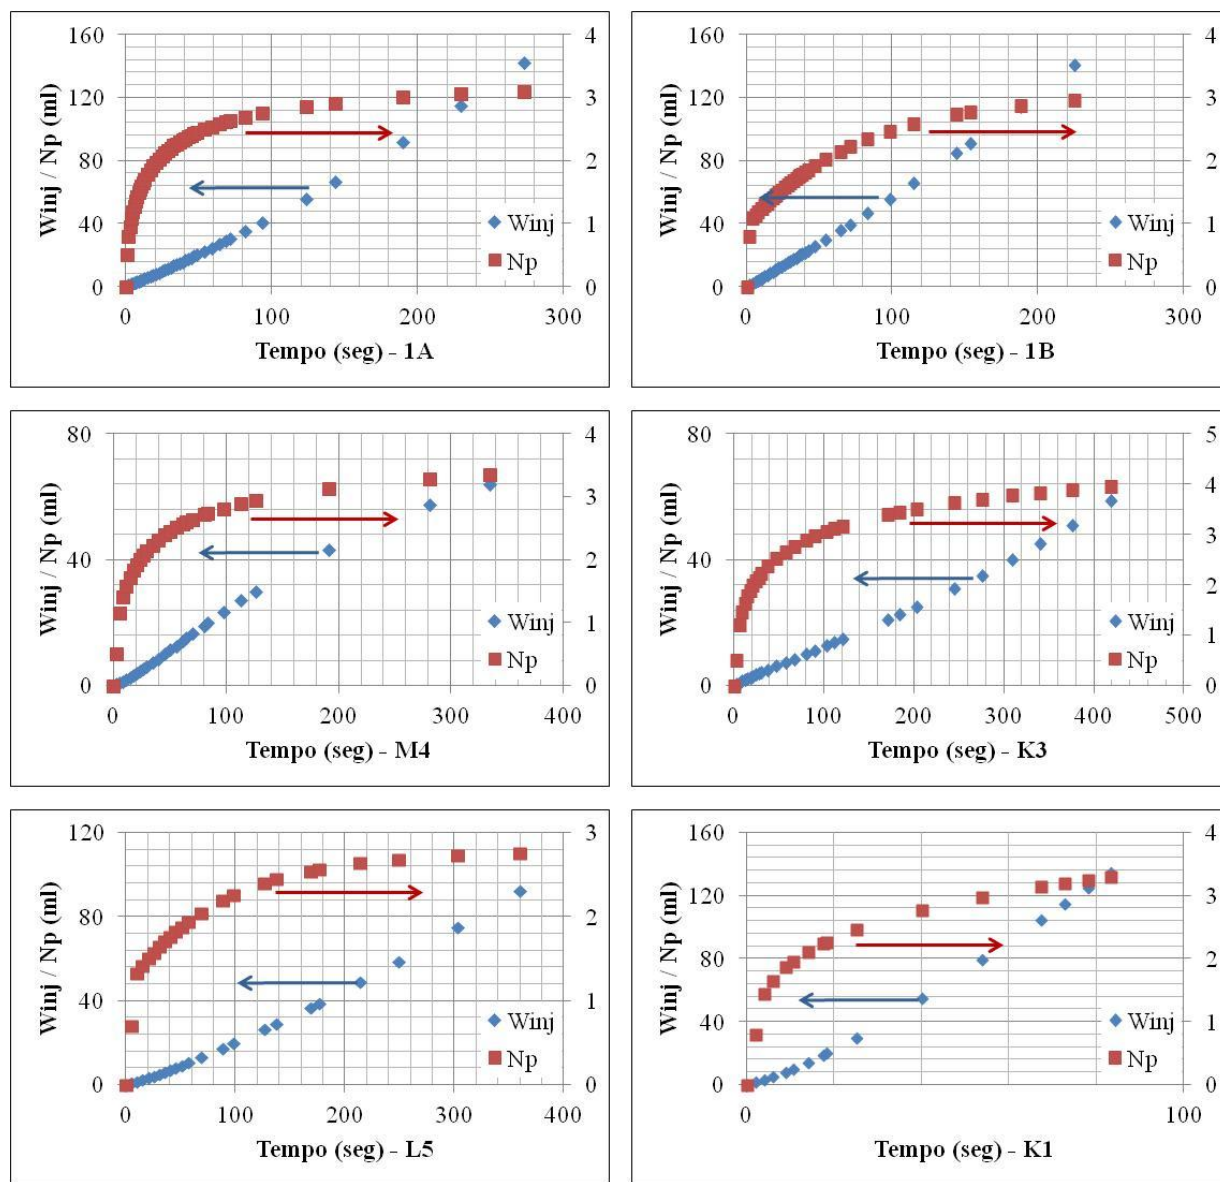 Winj / Np (ml)
160
120
80
40
0
4
3
2
1
0
Winj
Np
0 100 200 300
Tempo (seg) - 1A
Winj / Np (ml)
160
120
80
40
0
4
3
2
1
0
Winj
Np
0 100 200 300
Tempo (seg) - 1B
Winj / Np (ml)
80
40
0
4
3
2
1
0
Winj
Np
0 100 200 300 400
Tempo (seg) - M4
Winj / Np (ml)
80
40
0
5
4
3
2
1
0
Winj
Np
0 100 200 300 400 500
Tempo (seg) - K3
Winj / Np (ml)
120
80
40
0
3
2
1
0
Winj
Np
0 100 200 300 400
Tempo (seg) - L5
Winj / Np (ml)
160
120
80
40
0
4
3
2
1
0
Winj
Np
0 100
Tempo (seg) - K1